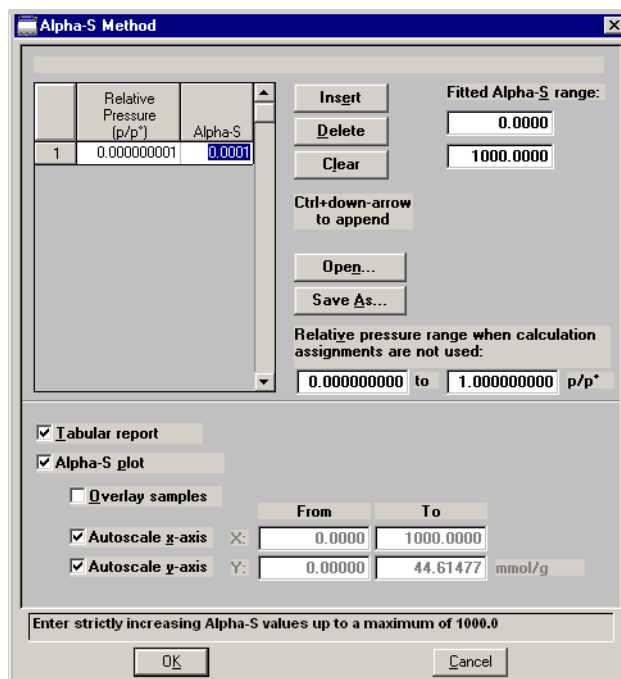 Alpha-S Method
Relative
Pressure
(p/p°)
Alpha-S
1 0.000000001 0.0001
Insert
Delete
Clear
Fitted Alpha-S range:
0.0000
1000.0000
Ctrl+down-arrow
to append
Open...
Save As...
Relative pressure range when calculation
assignments are not used:
0.000000000 to 1.000000000 p/p°
Tabular report
Alpha-S plot
Overlay samples
From To
Autoscale x-axis X: 0.0000 1000.0000
Autoscale y-axis Y: 0.00000 44.61477 mmol/g
Enter strictly increasing Alpha-S values up to a maximum of 1000.0
OK Cancel